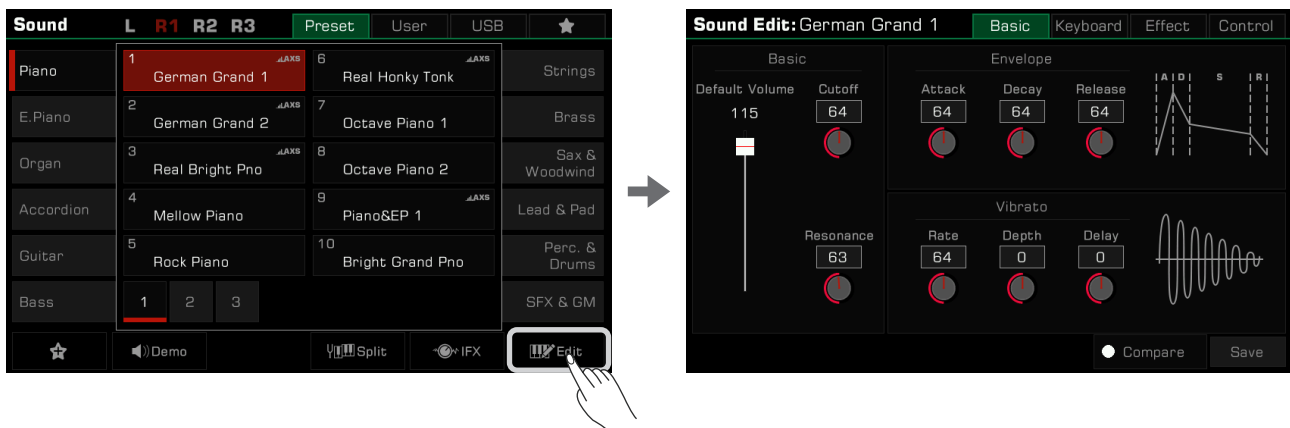 Sound L R1 R2 R3 Preset User USB
Piano
E.Piano
Organ
Accordion
Guitar
Bass
1 AXS
German Grand 1
2 AXS
German Grand 2
3 AXS
Real Bright Pno
4
Mellow Piano
5
Rock Piano
6 AXS
Real Honky Tonk
7
Octave Piano 1
8
Octave Piano 2
9 AXS
Piano&EP 1
10
Bright Grand Pno
1 2 3
Strings
Brass
Sax &
Woodwind
Lead & Pad
Perc. &
Drums
SFX & GM
Demo Split IFX Edit
Sound Edit: German Grand 1 Basic Keyboard Effect Control
Basic
Default Volume Cutoff
115 64
Resonance
63
Envelope
Attack Decay Release
64 64 64
A D S R
Vibrato
Rate Depth Delay
64 0 0
Compare Save